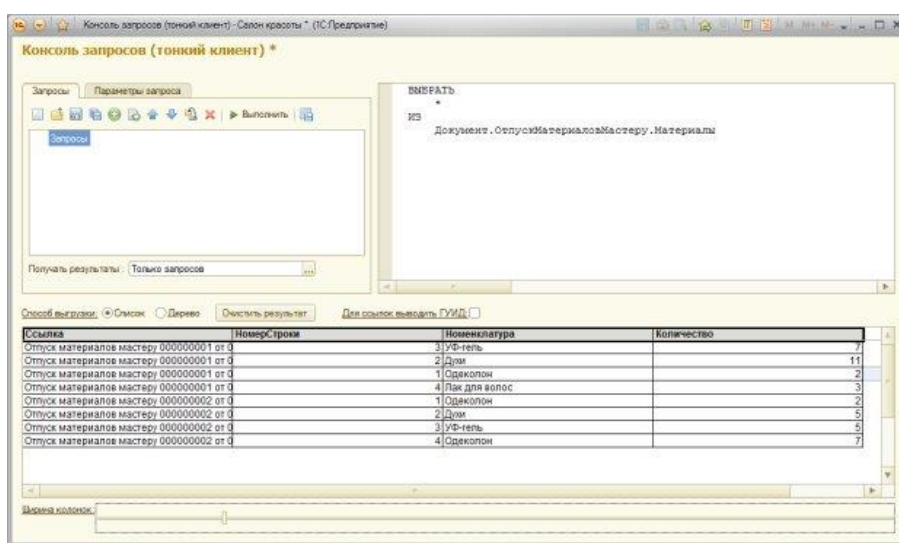 Консоль запросов (тонкий клиент) - Салон красоты * (1С:Предприятие)
M M+ M-
Консоль запросов (тонкий клиент) *
Запросы Параметры запроса
Выполнить
Запросы
Получать результаты: Только запросов ...
ВЫБРАТЬ
*
ИЗ
Документ.ОтпускМатериаловМастеру.Материалы
Способ выгрузки: Список Дерево Очистить результат Для ссылок выводить ГУИД:
Ссылка НомерСтроки Номенклатура Количество
Отпуск материалов мастеру 000000001 от 0 3 УФ-гель 7
Отпуск материалов мастеру 000000001 от 0 2 Духи 11
Отпуск материалов мастеру 000000001 от 0 1 Одеколон 2
Отпуск материалов мастеру 000000001 от 0 4 Лак для волос 3
Отпуск материалов мастеру 000000002 от 0 1 Одеколон 2
Отпуск материалов мастеру 000000002 от 0 2 Духи 5
Отпуск материалов мастеру 000000002 от 0 3 УФ-гель 5
Отпуск материалов мастеру 000000002 от 0 4 Одеколон 7
Ширина колонок: